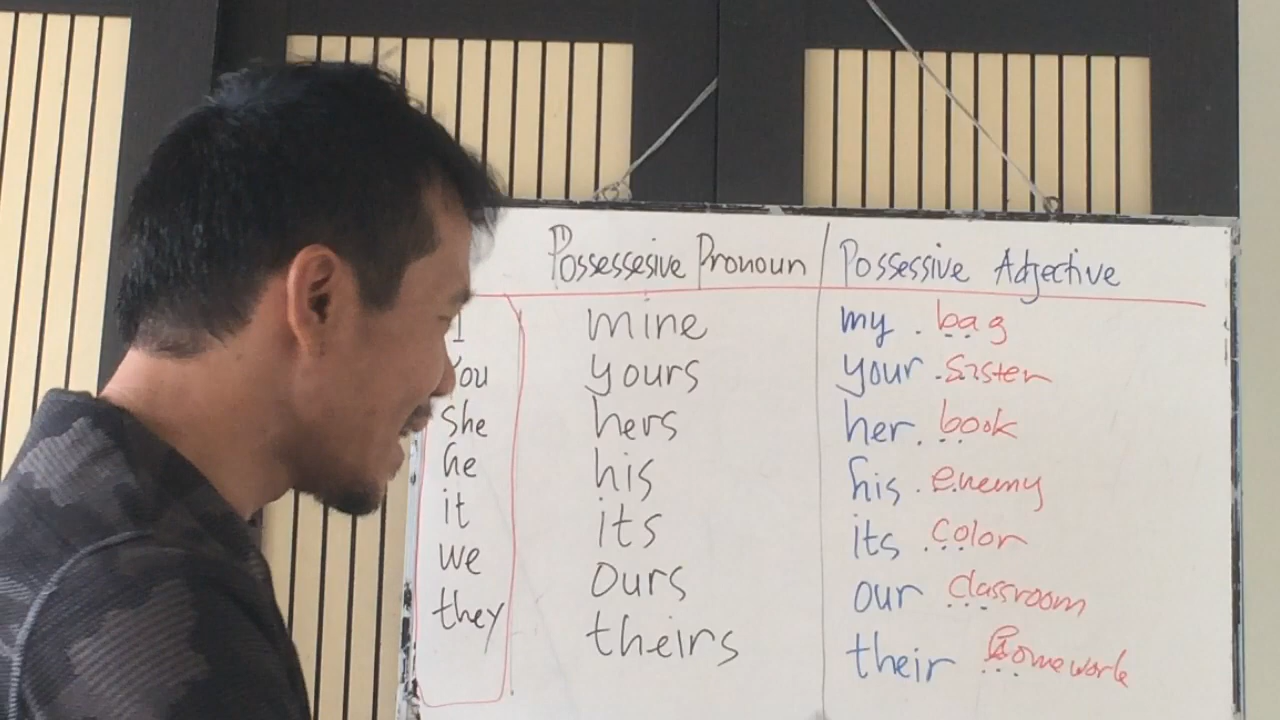 Possessesive Pronoun Possessive Adjective
I mine my . bag
You yours your . Sister
She hers her . book
he his his . enemy
it its its ... color
we ours our ... classroom
they theirs their ... homework